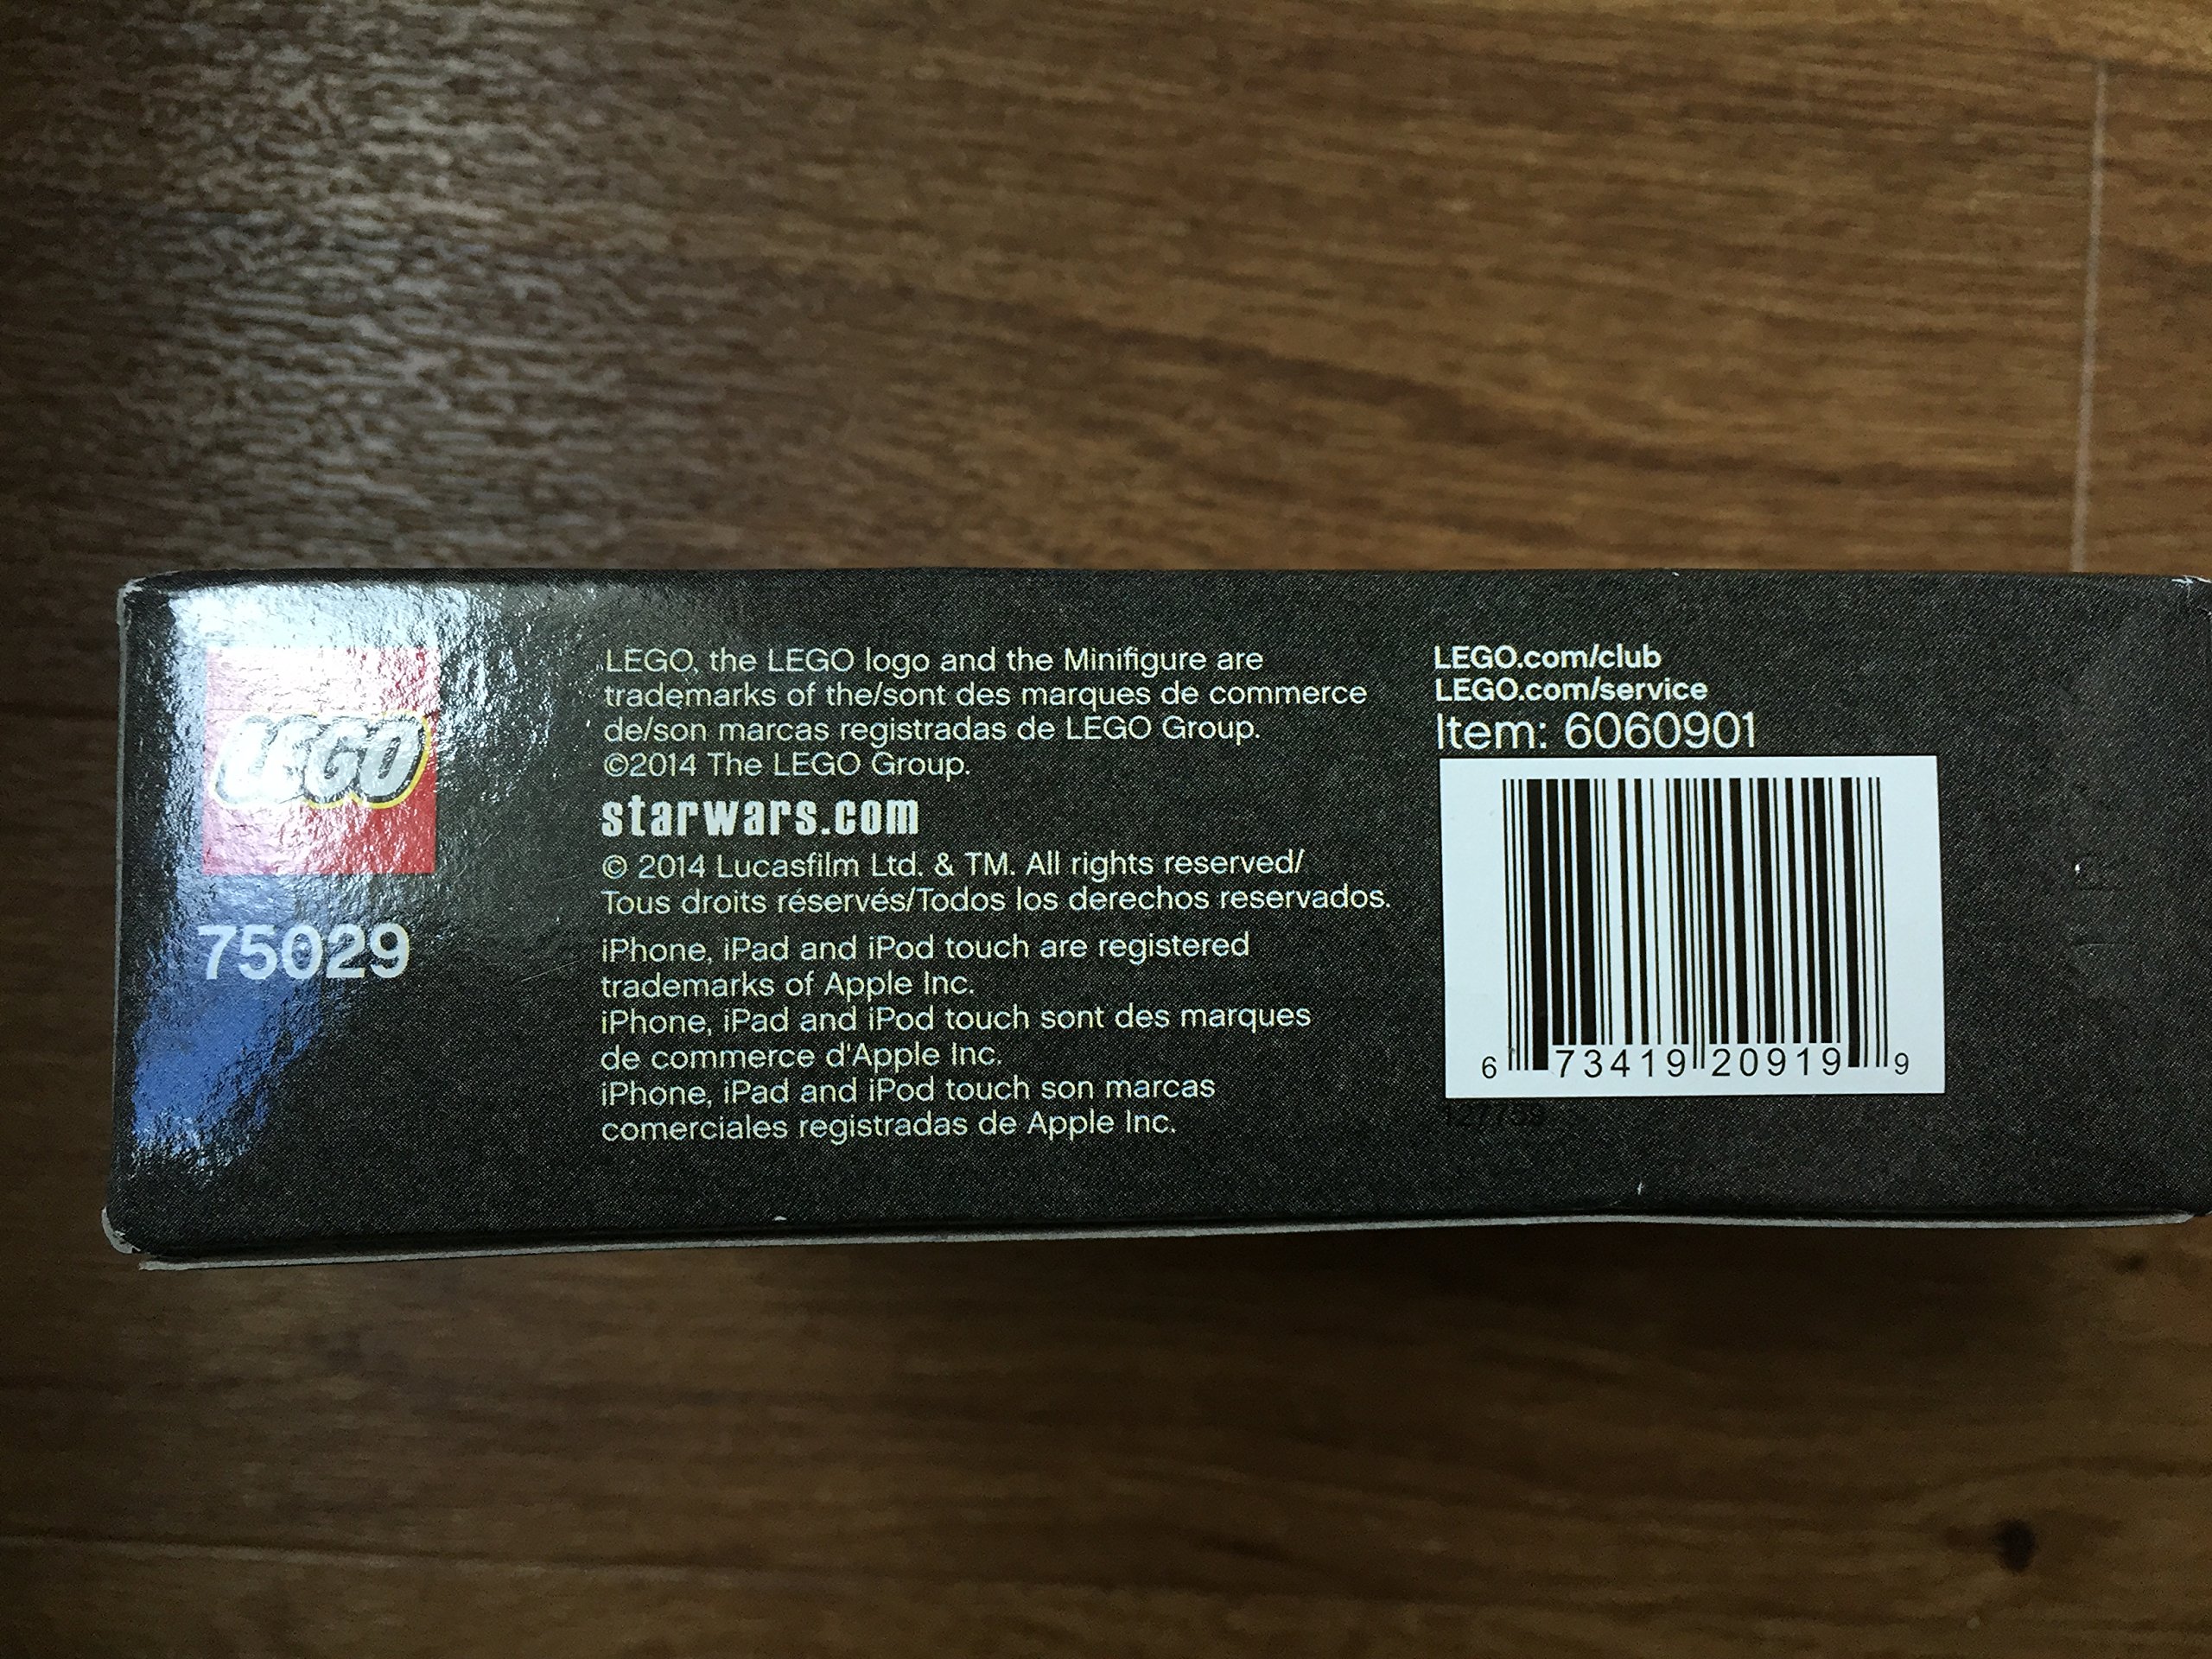 LEGO
75029
LEGO, the LEGO logo and the Minifigure are
trademarks of the/sont des marques de commerce
de/son marcas registradas de LEGO Group.
©2014 The LEGO Group.
starwars.com
© 2014 Lucasfilm Ltd. & TM. All rights reserved/
Tous droits réservés/Todos los derechos reservados.
iPhone, iPad and iPod touch are registered
trademarks of Apple Inc.
iPhone, iPad and iPod touch sont des marques
de commerce d'Apple Inc.
iPhone, iPad and iPod touch son marcas
comerciales registradas de Apple Inc.
LEGO.com/club
LEGO.com/service
Item: 6060901
6 73419 20919 9
127759